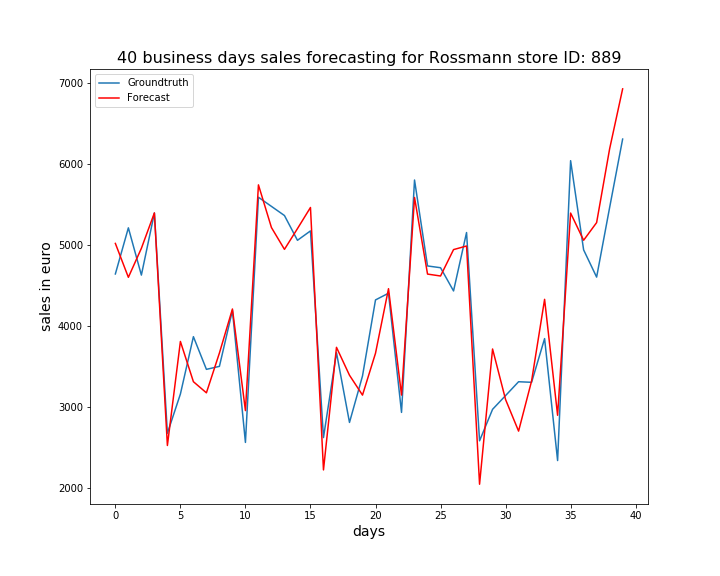 40 business days sales forecasting for Rossmann store ID: 889
Groundtruth
Forecast
7000
6000
5000
4000
3000
2000
sales in euro
0 5 10 15 20 25 30 35 40
days